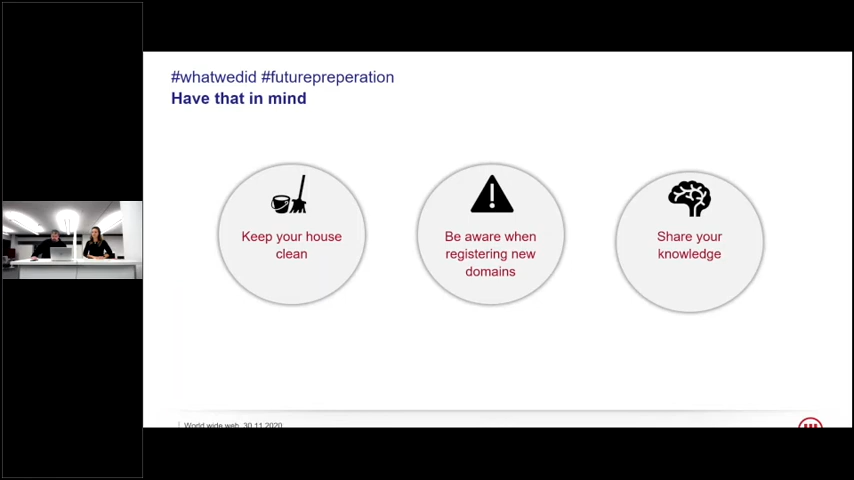 #whatwedid #futurepreperation
Have that in mind
Keep your house
clean
Be aware when
registering new
domains
Share your
knowledge
World wide web, 30.11.2020